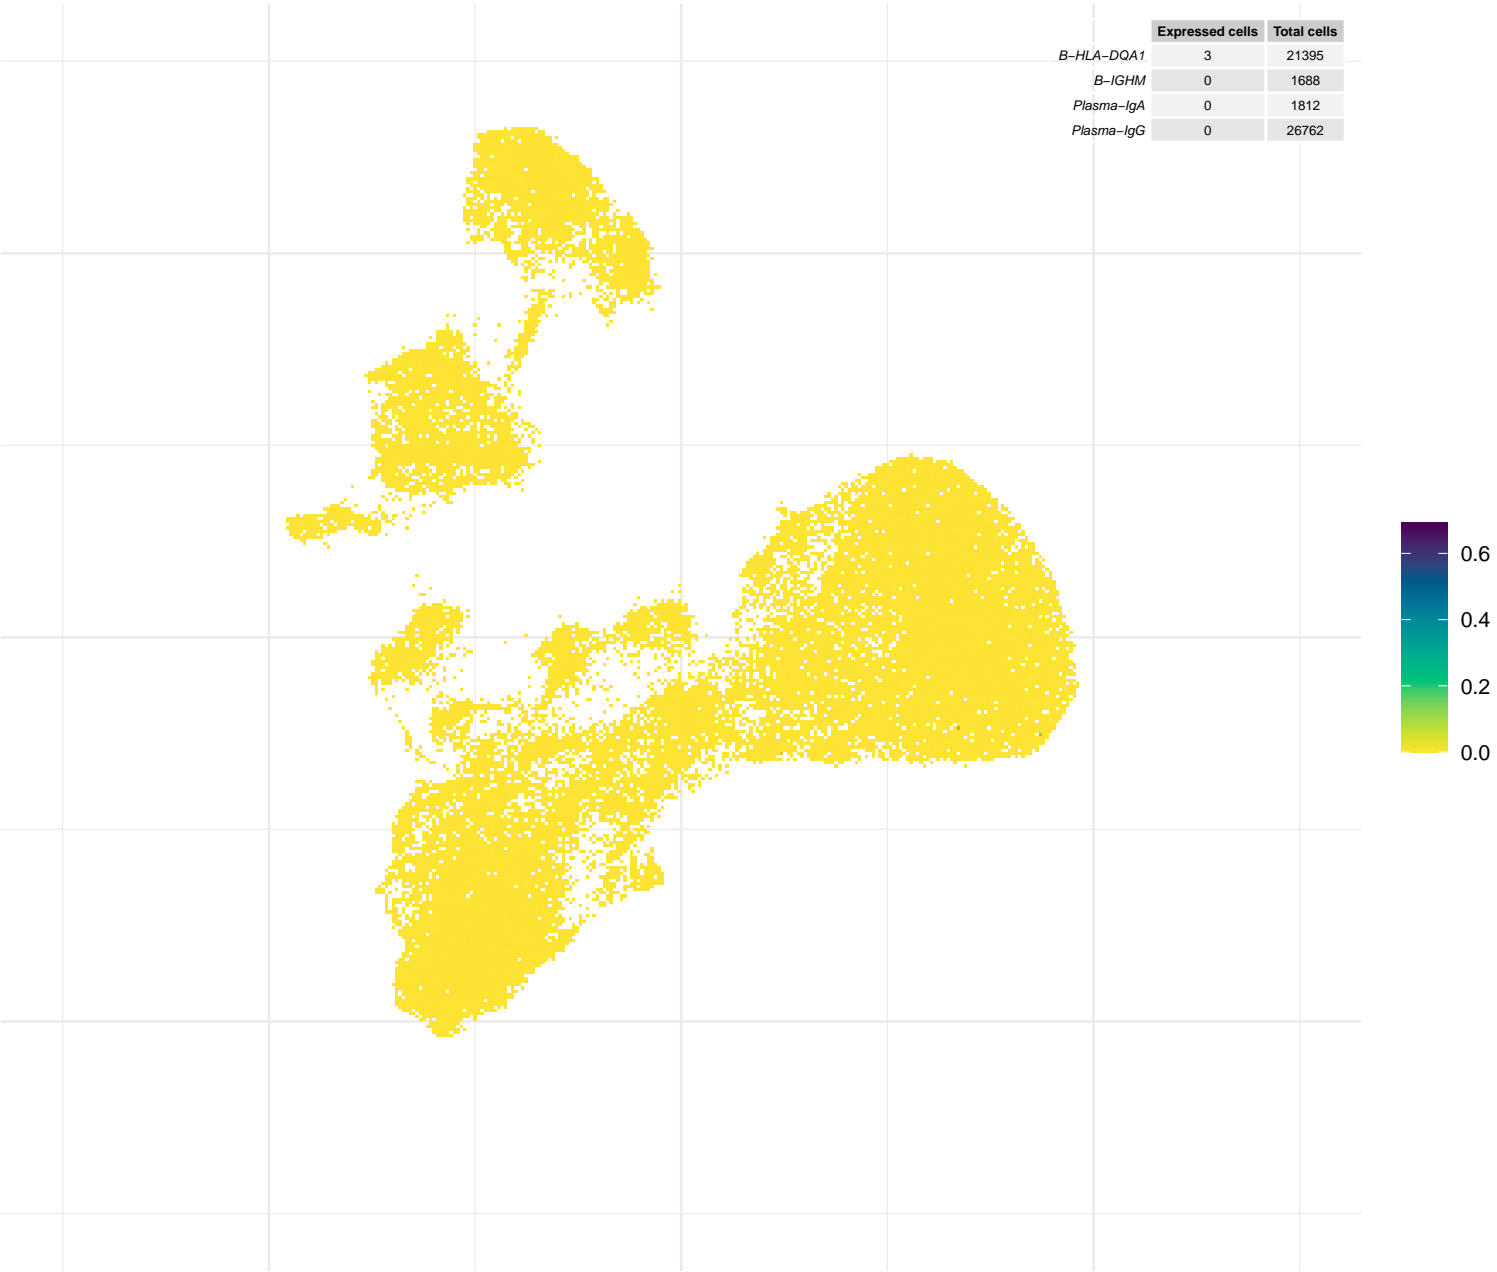 Expressed cells Total cells
B−HLA−DQA1 3 21395
B−IGHM 0 1688
Plasma−IgA 0 1812
Plasma−IgG 0 26762
0.6
0.4
0.2
0.0